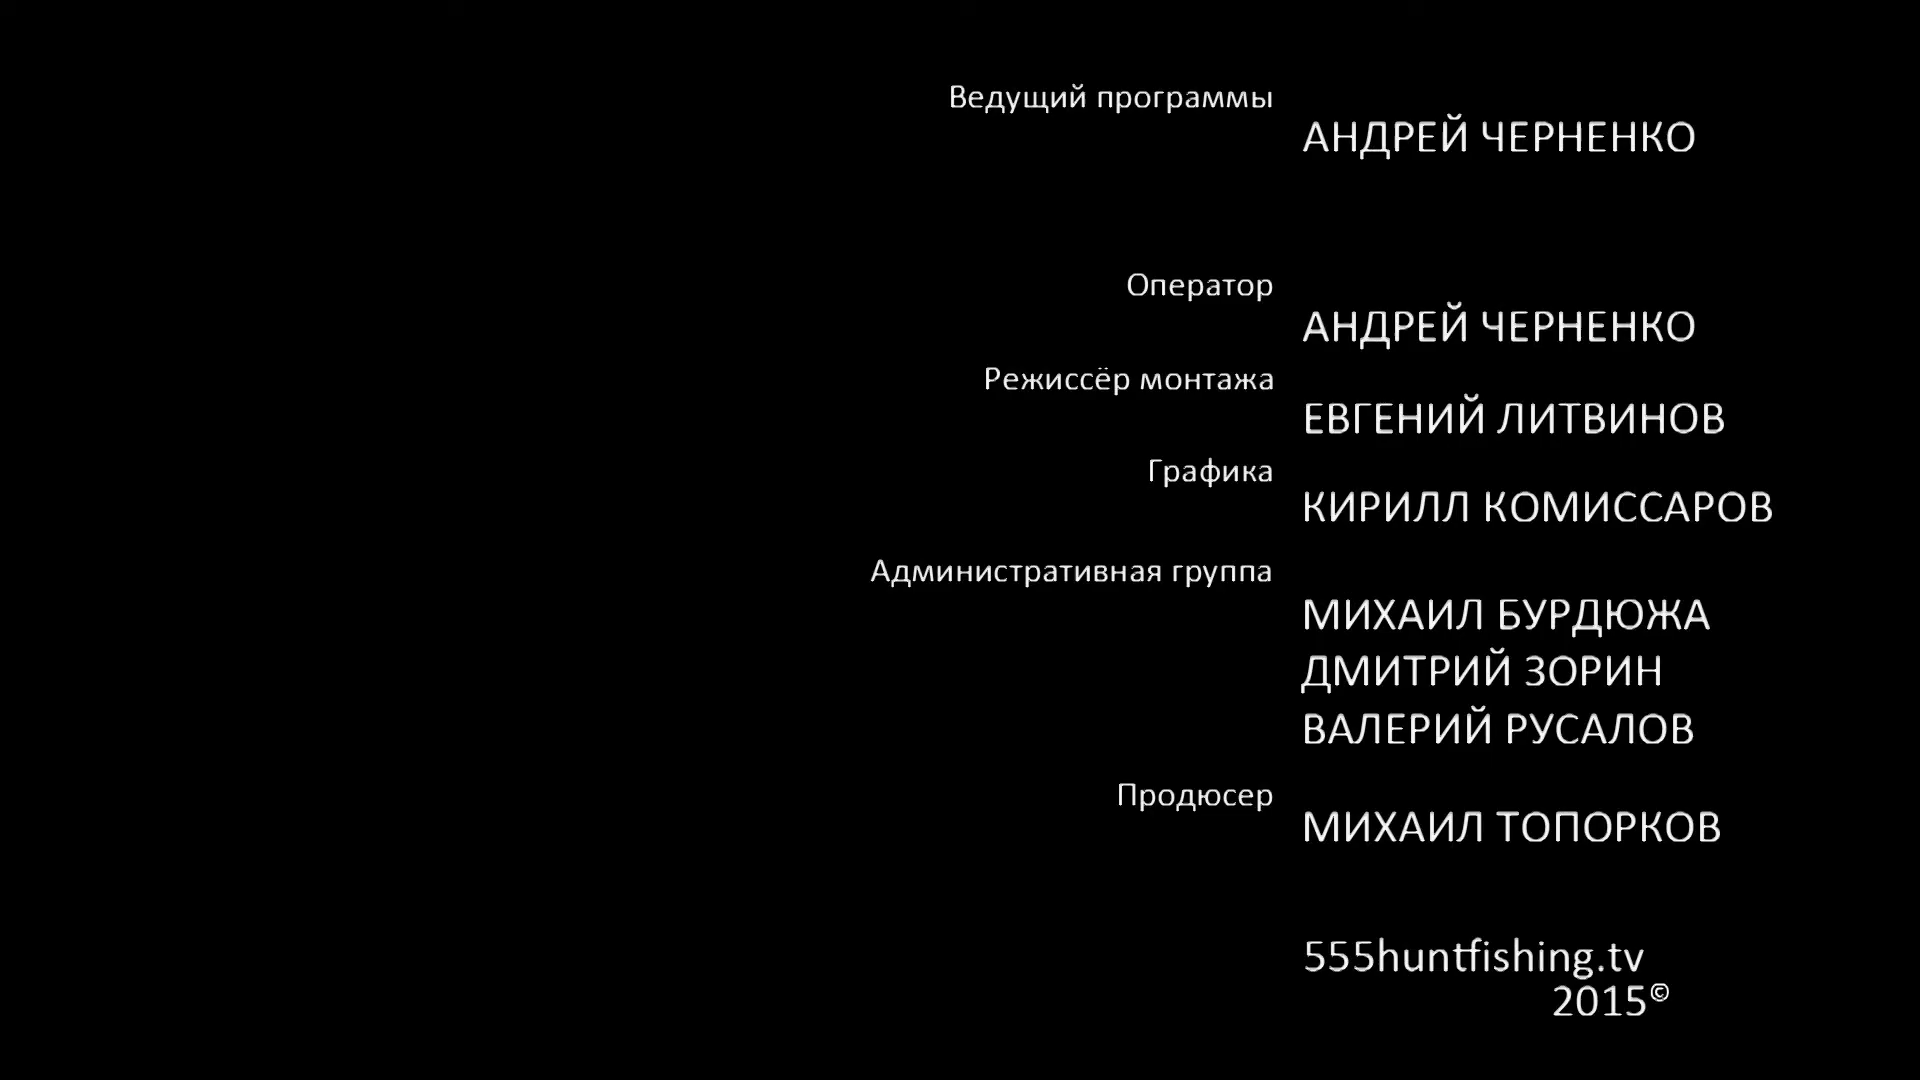 Ведущий программы
АНДРЕЙ ЧЕРНЕНКО
Оператор
АНДРЕЙ ЧЕРНЕНКО
Режиссёр монтажа
ЕВГЕНИЙ ЛИТВИНОВ
Графика
КИРИЛЛ КОМИССАРОВ
Административная группа
МИХАИЛ БУРДЮЖА
ДМИТРИЙ ЗОРИН
ВАЛЕРИЙ РУСАЛОВ
Продюсер
МИХАИЛ ТОПОРКОВ
555huntfishing.tv
2015©